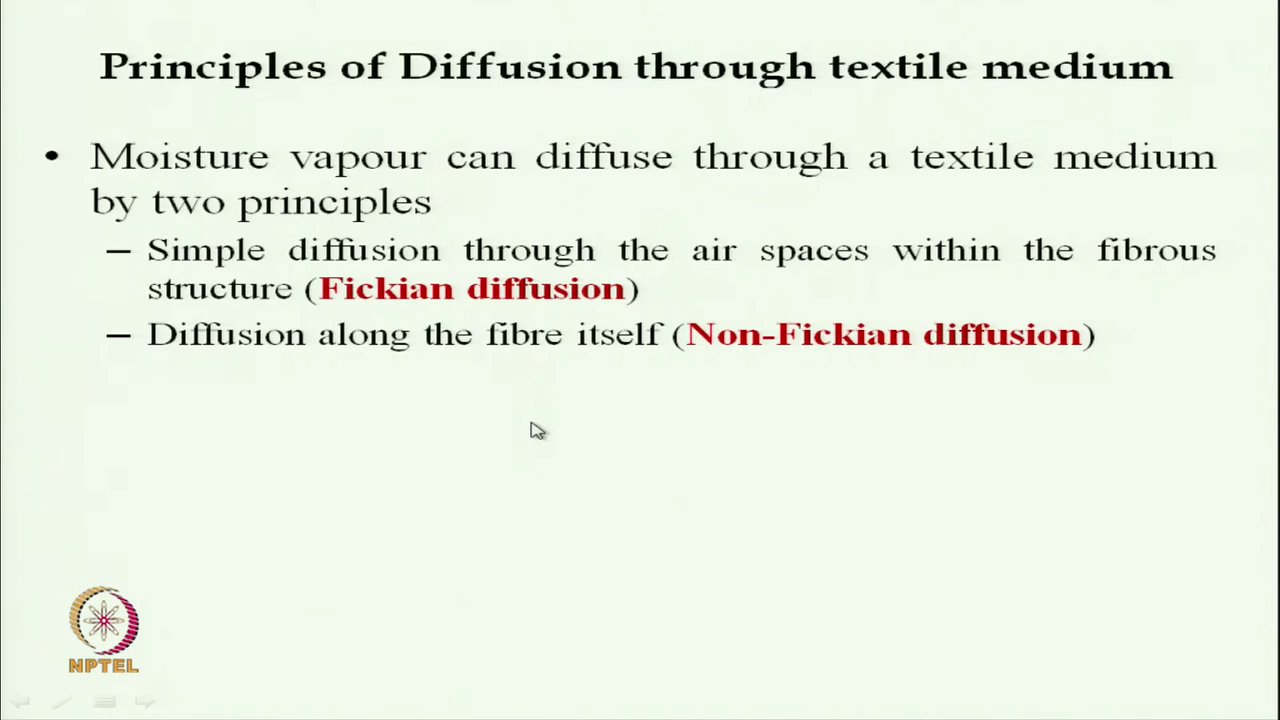 Principles of Diffusion through textile medium
• Moisture vapour can diffuse through a textile medium
by two principles
– Simple diffusion through the air spaces within the fibrous
structure (Fickian diffusion)
– Diffusion along the fibre itself (Non-Fickian diffusion)
NPTEL